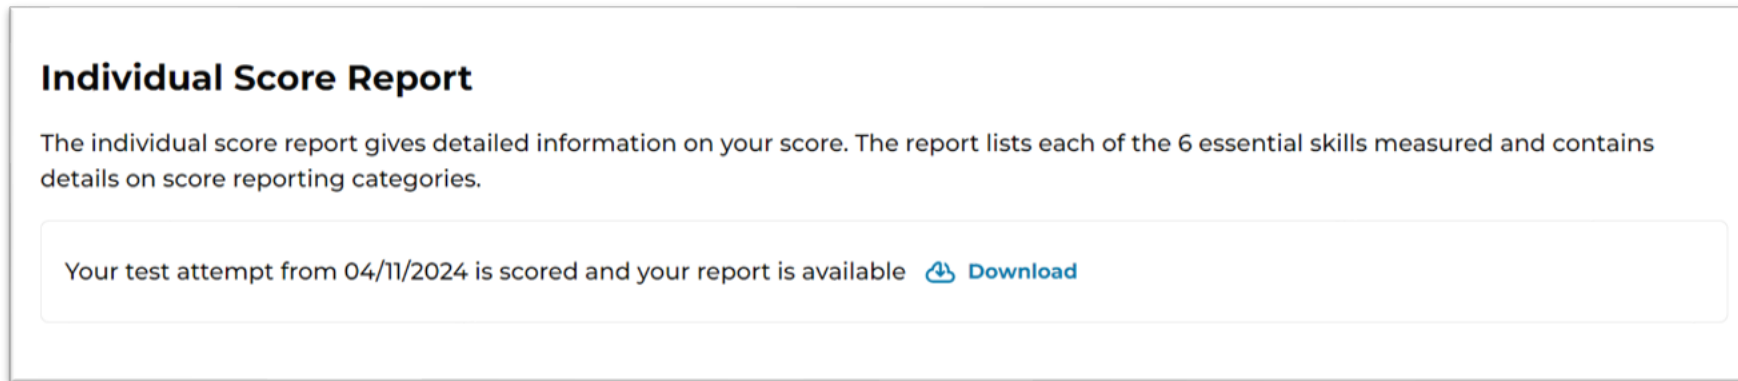 Individual Score Report
The individual score report gives detailed information on your score. The report lists each of the 6 essential skills measured and contains
details on score reporting categories.
Your test attempt from 04/11/2024 is scored and your report is available Download